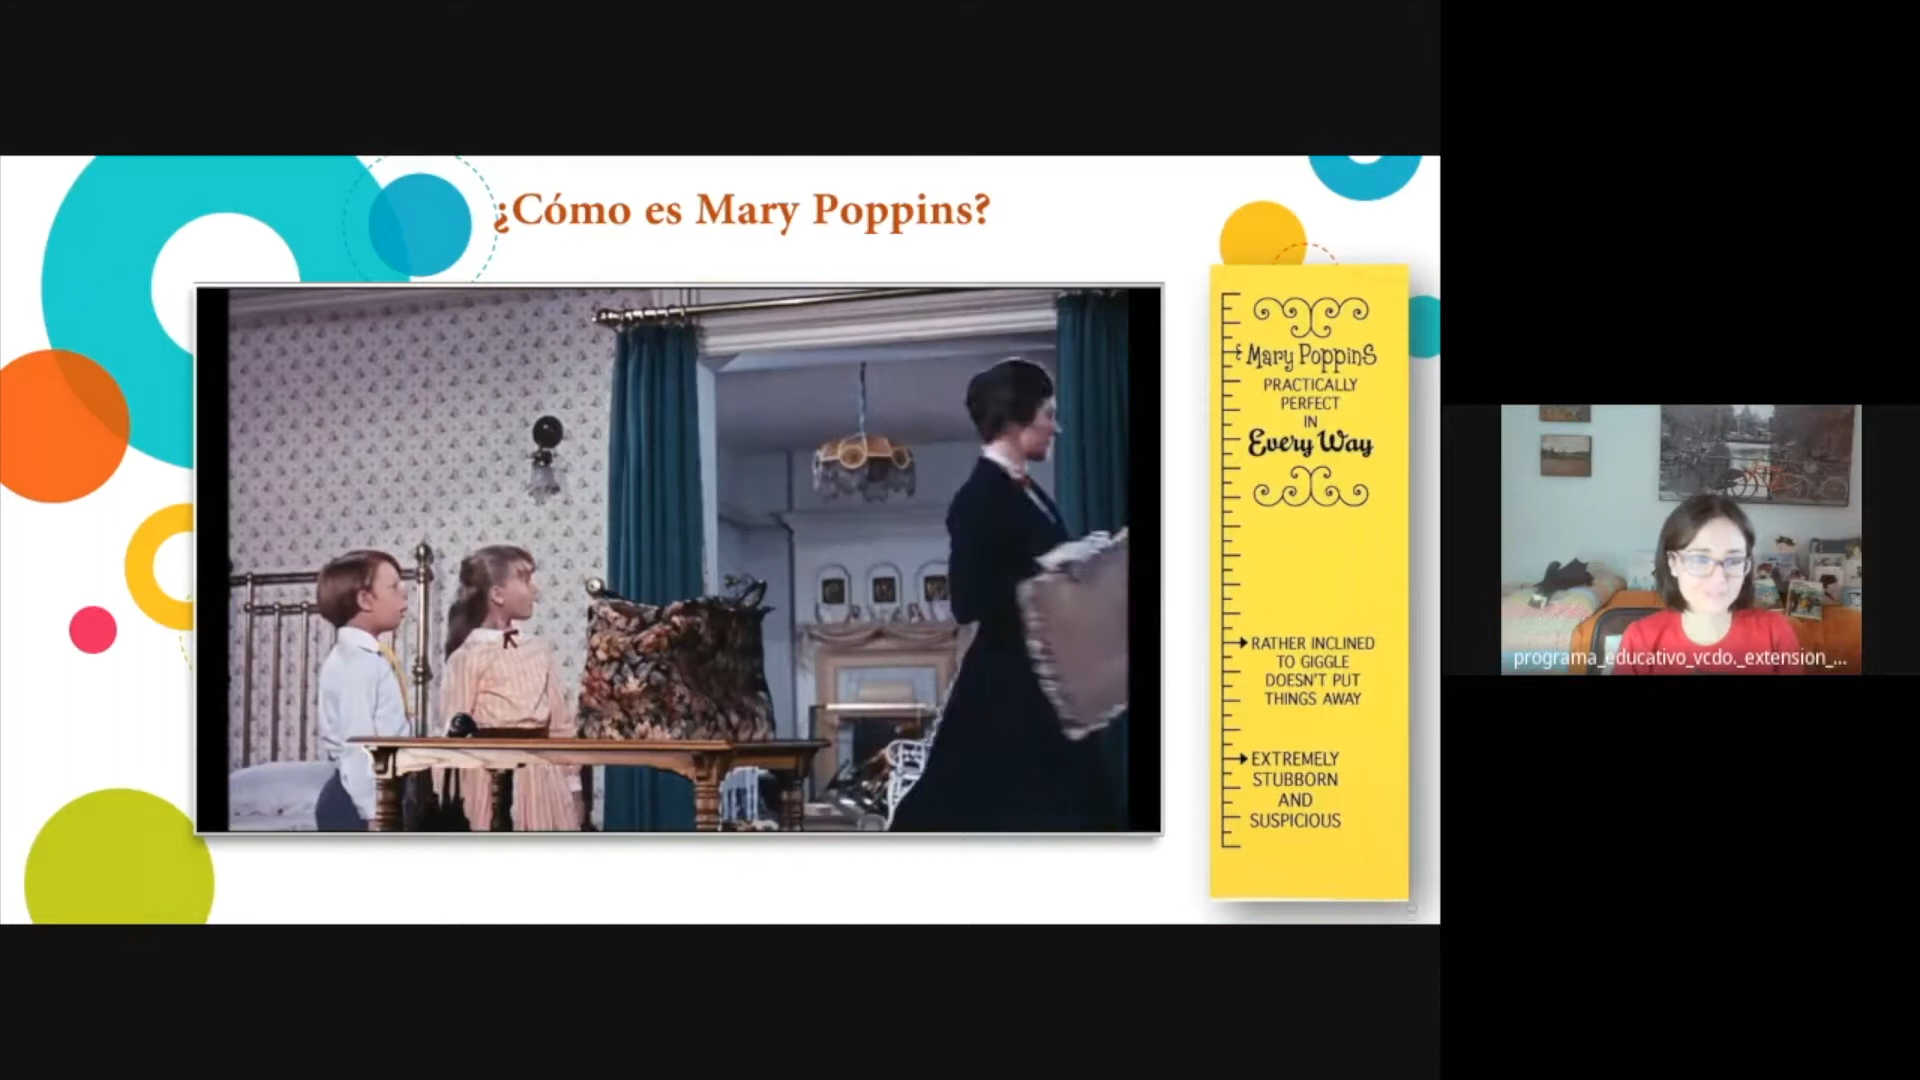 ¿Cómo es Mary Poppins?
Mary Poppins
PRACTICALLY
PERFECT
IN
Every Way
RATHER INCLINED
TO GIGGLE
DOESN'T PUT
THINGS AWAY
EXTREMELY
STUBBORN
AND
SUSPICIOUS
programa_educativo_vcdo._extension_...